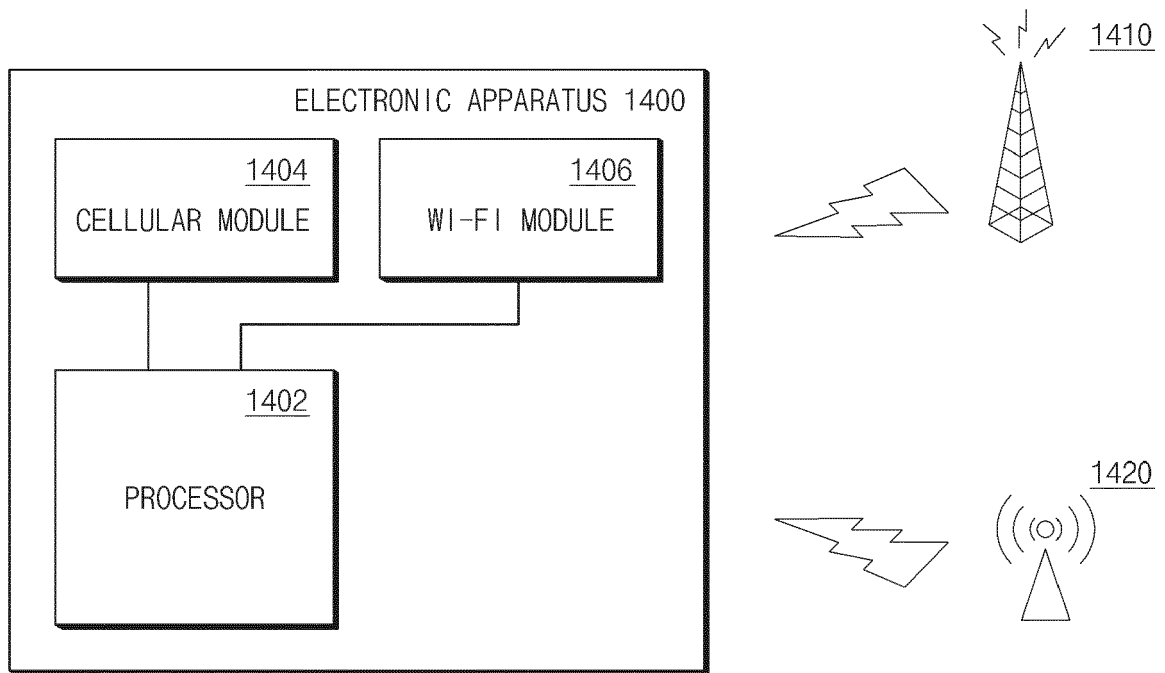 1410
ELECTRONIC APPARATUS 1400
1404
CELLULAR MODULE
1406
WI-FI MODULE
1402
PROCESSOR
1420